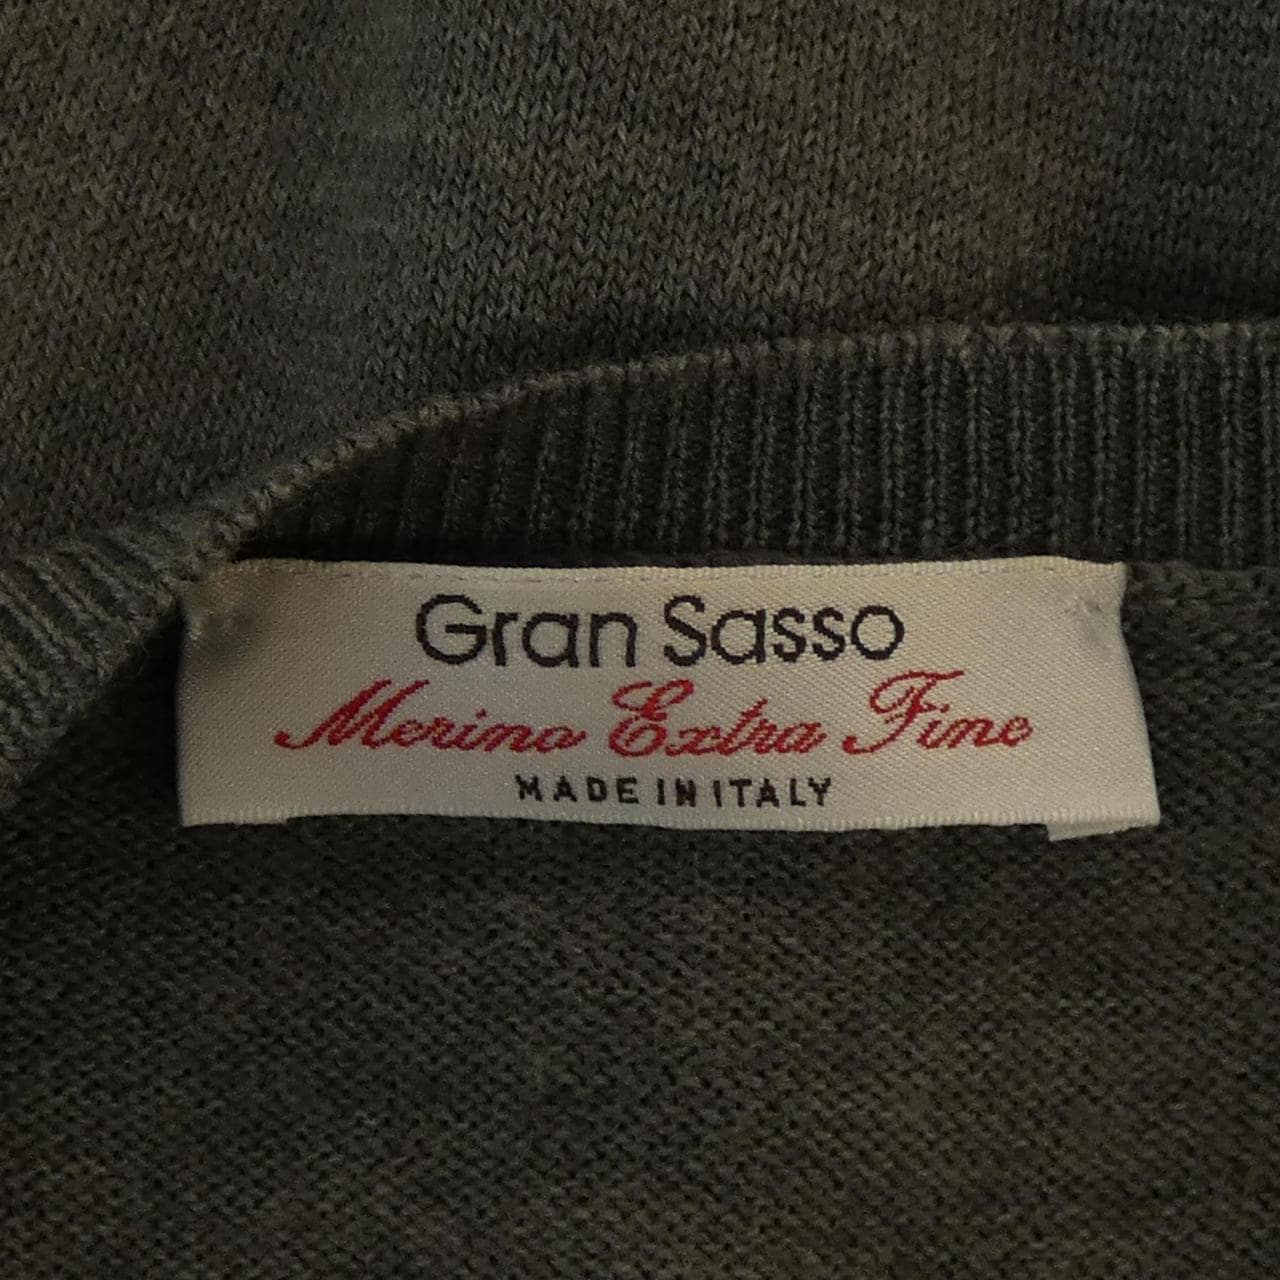 Gran Sasso
Merino Extra Fine
MADE IN ITALY